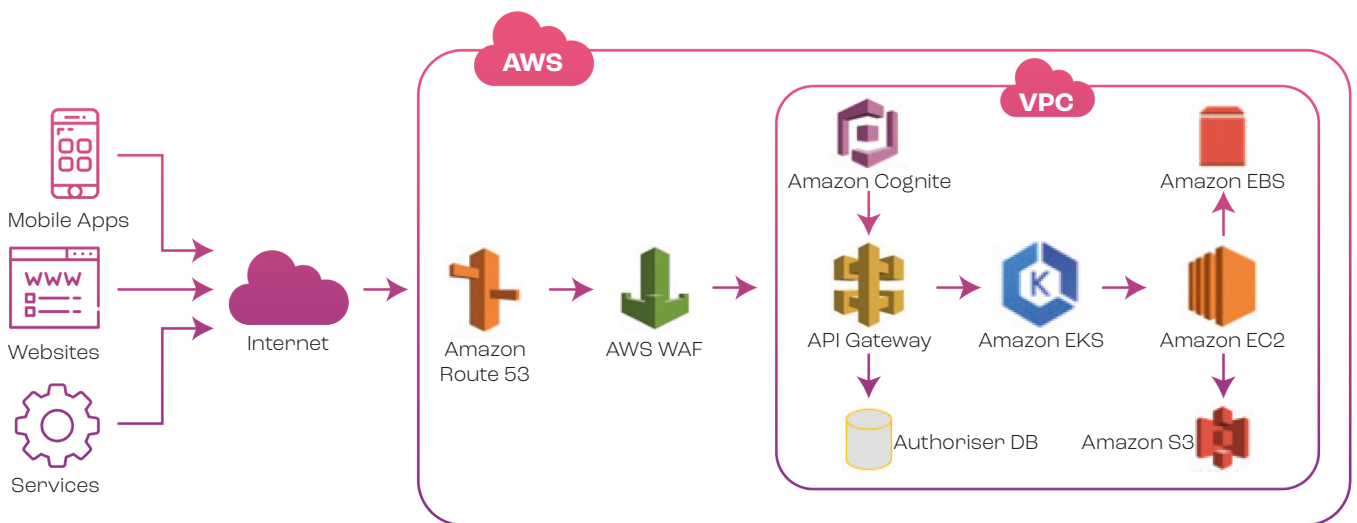 AWS
VPC
Mobile Apps
WWW
Websites
Services
Internet
Amazon
Route 53
AWS WAF
Amazon Cognite
API Gateway
Authoriser DB
K
Amazon EKS
Amazon EBS
Amazon EC2
Amazon S3